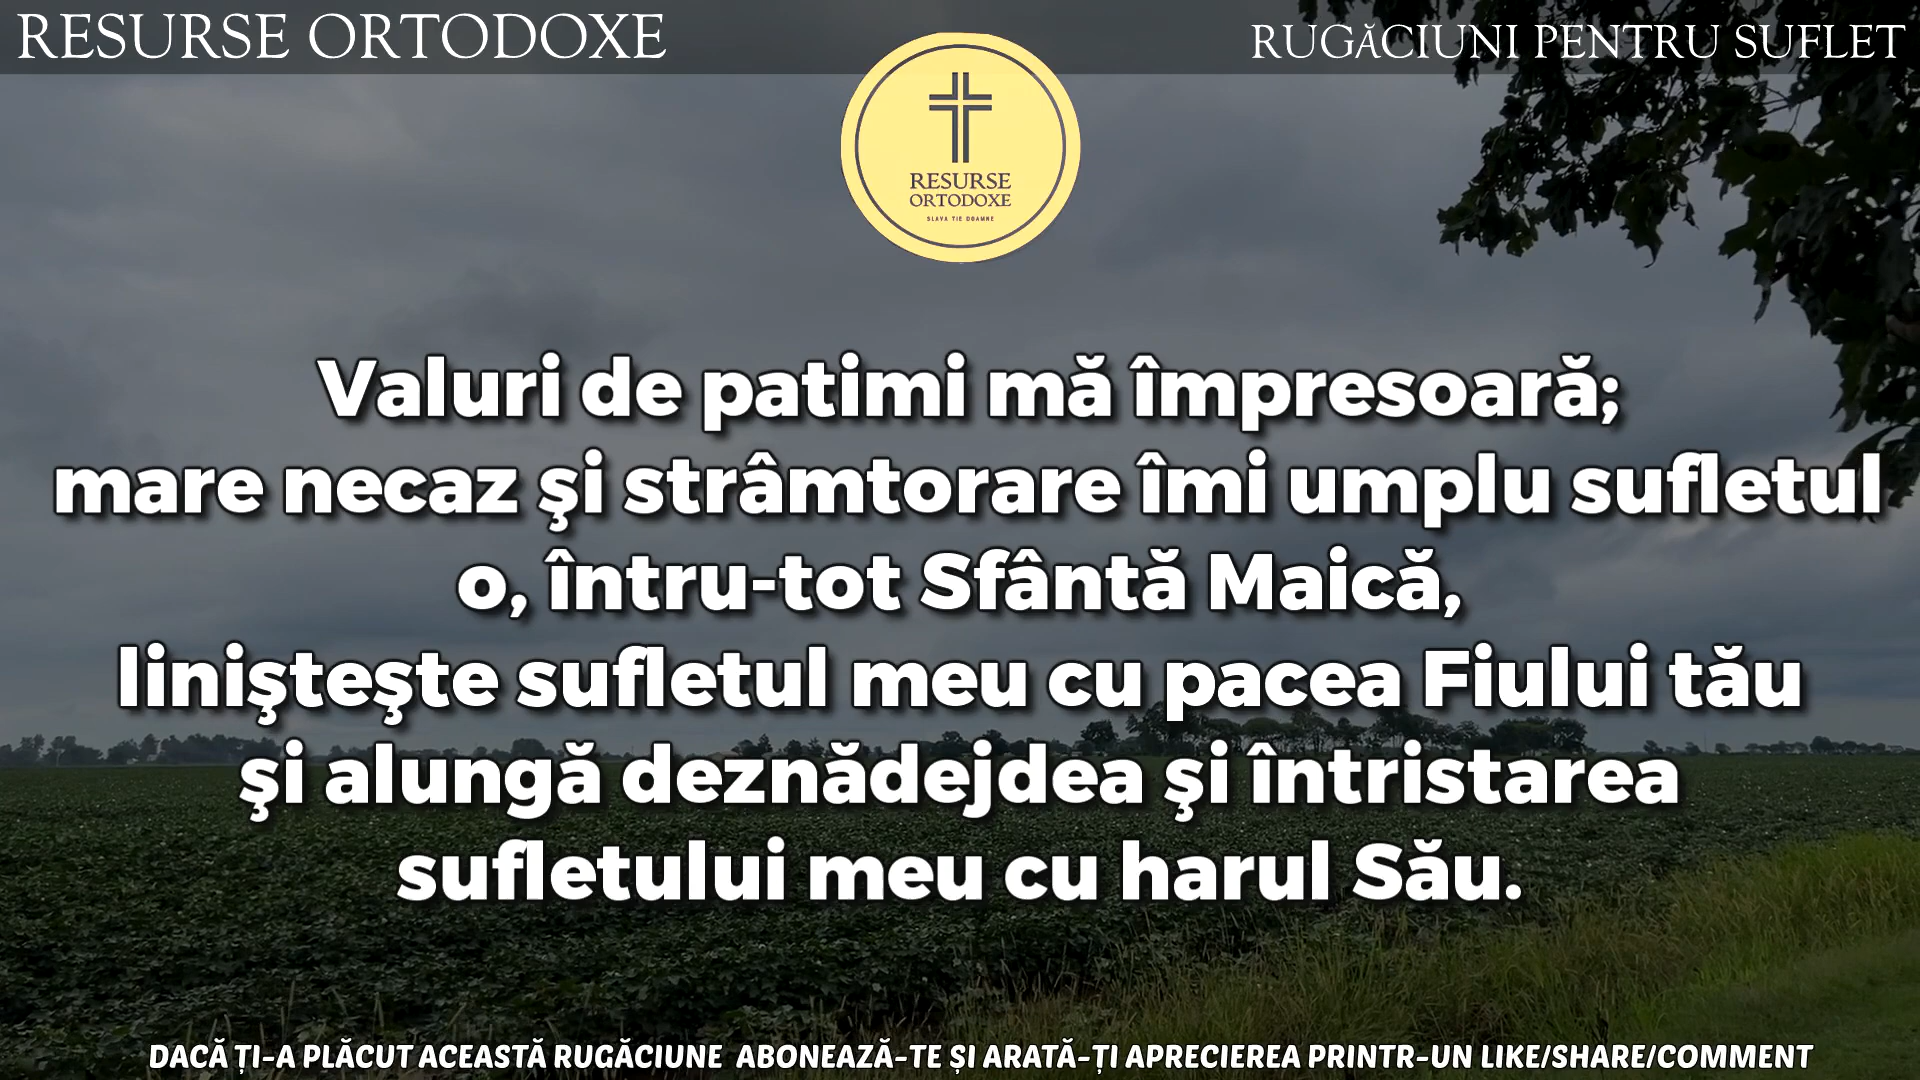 RESURSE ORTODOXE
RUGĂCIUNI PENTRU SUFLET
RESURSE
ORTODOXE
SLAVA TIE DOAMNE
Valuri de patimi mă împresoară;
mare necaz şi strâmtorare îmi umplu sufletul
o, întru-tot Sfântă Maică,
linişteşte sufletul meu cu pacea Fiului tău
şi alungă deznădejdea şi întristarea
sufletului meu cu harul Său.
DACĂ ȚI-A PLĂCUT ACEASTĂ RUGĂCIUNE ABONEAZĂ-TE ȘI ARATĂ-ȚI APRECIEREA PRINTR-UN LIKE/SHARE/COMMENT